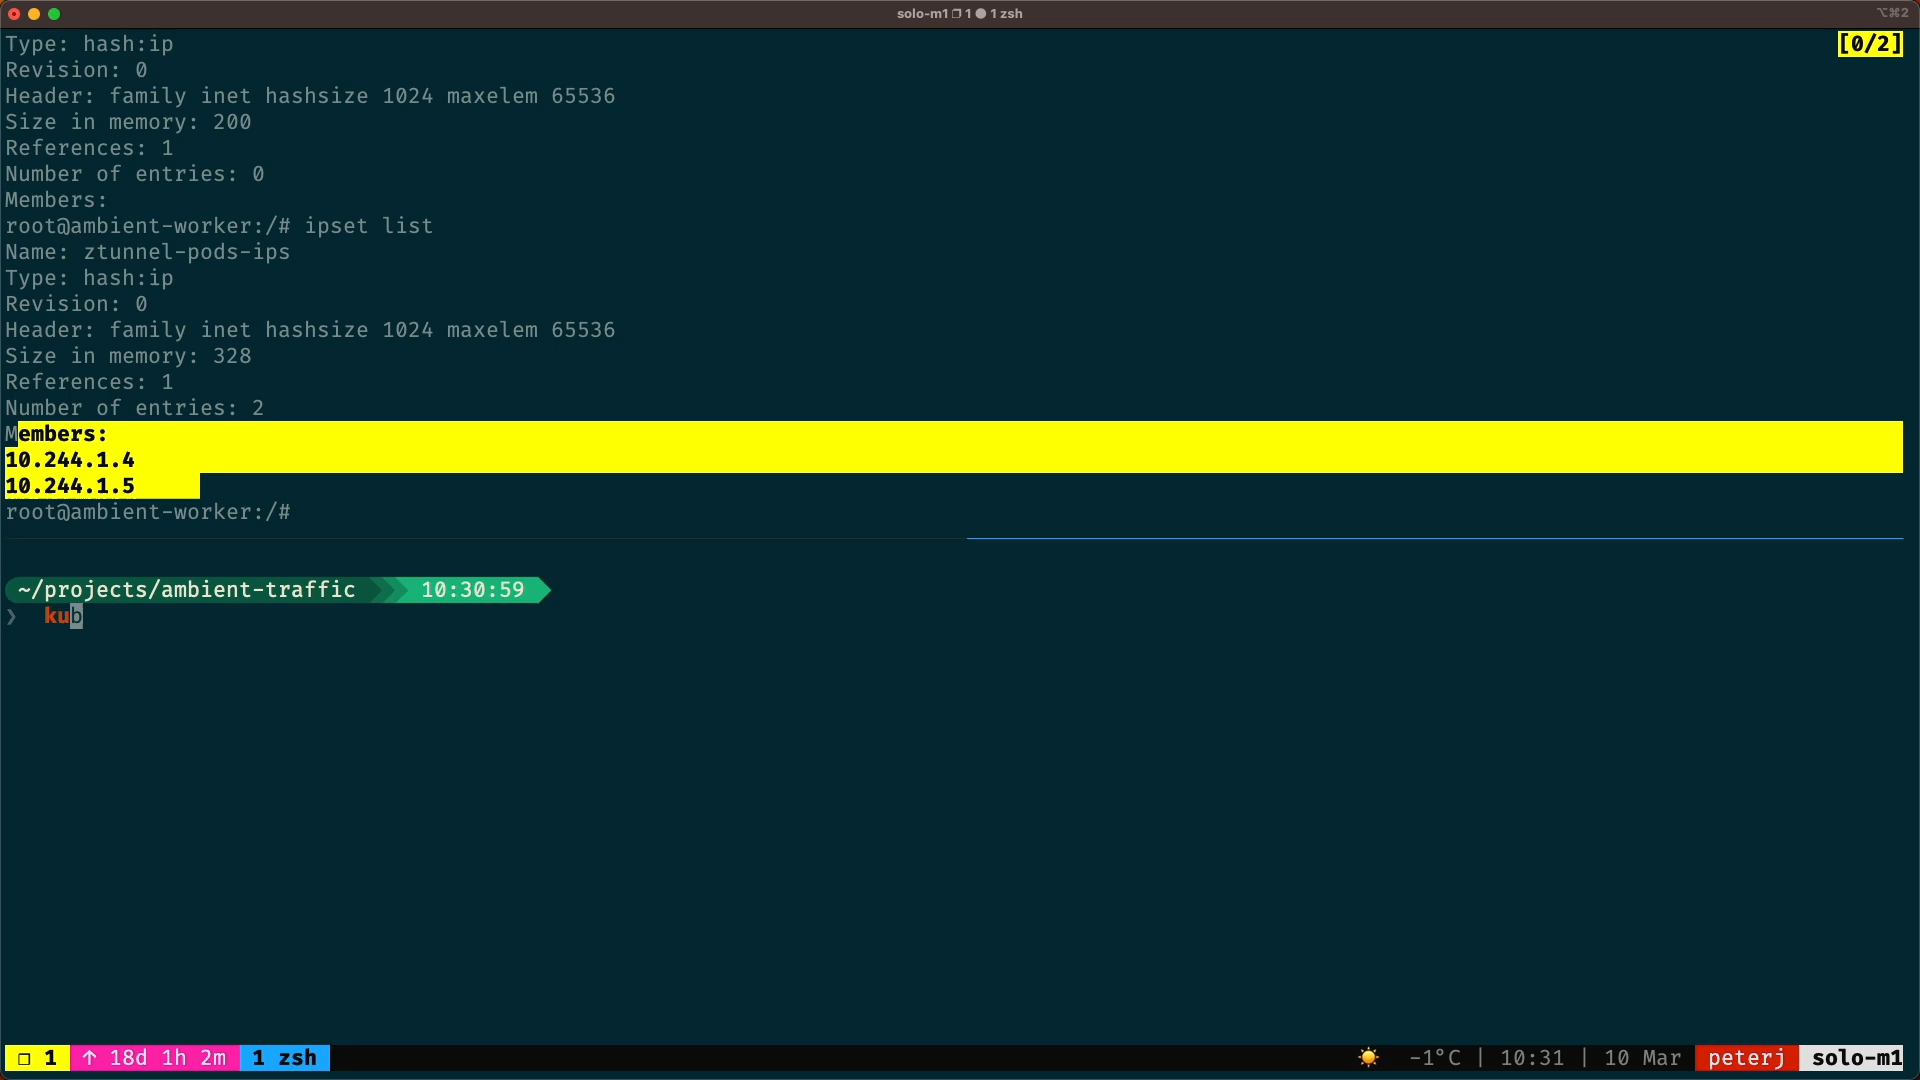 solo-m1 ❐ 1 ● 1 zsh
⌥⌘2
Type: hash:ip
[0/2]
Revision: 0
Header: family inet hashsize 1024 maxelem 65536
Size in memory: 200
References: 1
Number of entries: 0
Members:
root@ambient-worker:/# ipset list
Name: ztunnel-pods-ips
Type: hash:ip
Revision: 0
Header: family inet hashsize 1024 maxelem 65536
Size in memory: 328
References: 1
Number of entries: 2
Members:
10.244.1.4
10.244.1.5
root@ambient-worker:/#
~/projects/ambient-traffic 10:30:59
❯ kub
❐ 1 ↑ 18d 1h 2m 1 zsh ☀ -1°C | 10:31 | 10 Mar peterj solo-m1